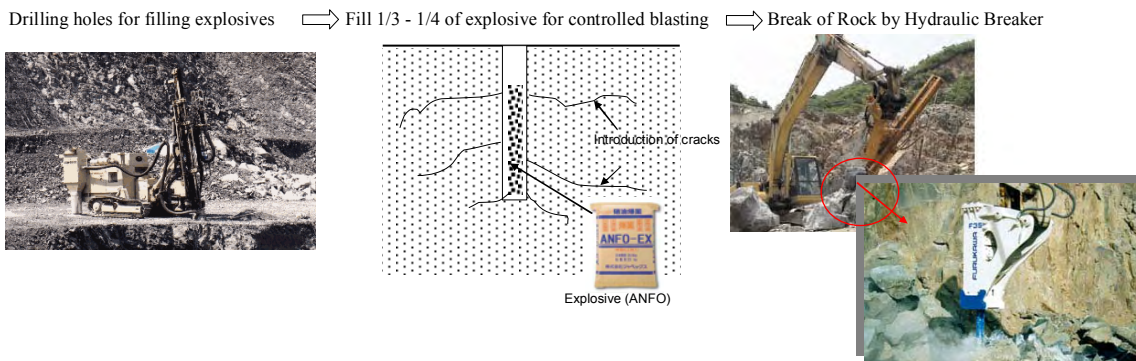 Drilling holes for filling explosives
Fill 1/3 - 1/4 of explosive for controlled blasting
Break of Rock by Hydraulic Breaker
Introduction of cracks
ANFO-EX
Explosive (ANFO)
FURUKAWA